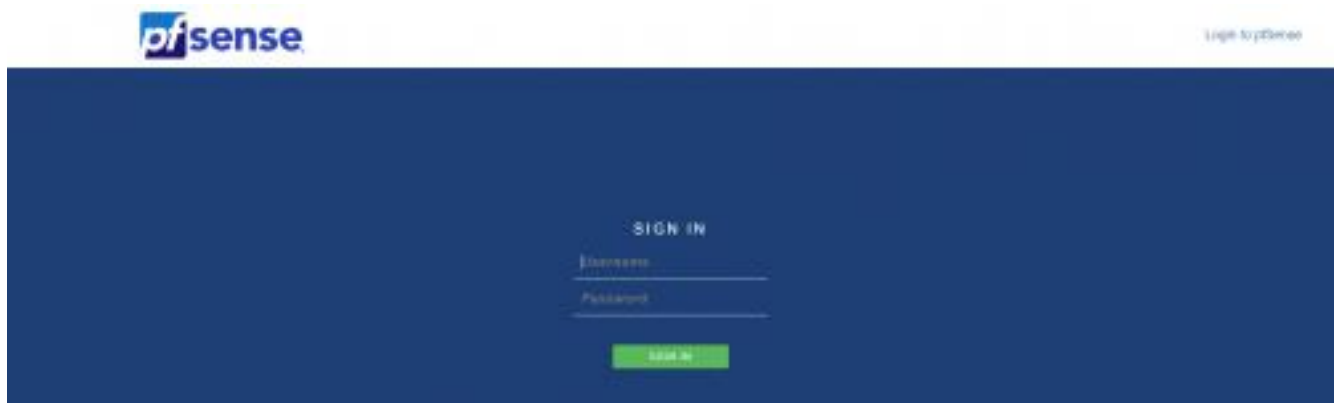 pfsense
Login to pfSense
SIGN IN
Username
Password
SIGN IN